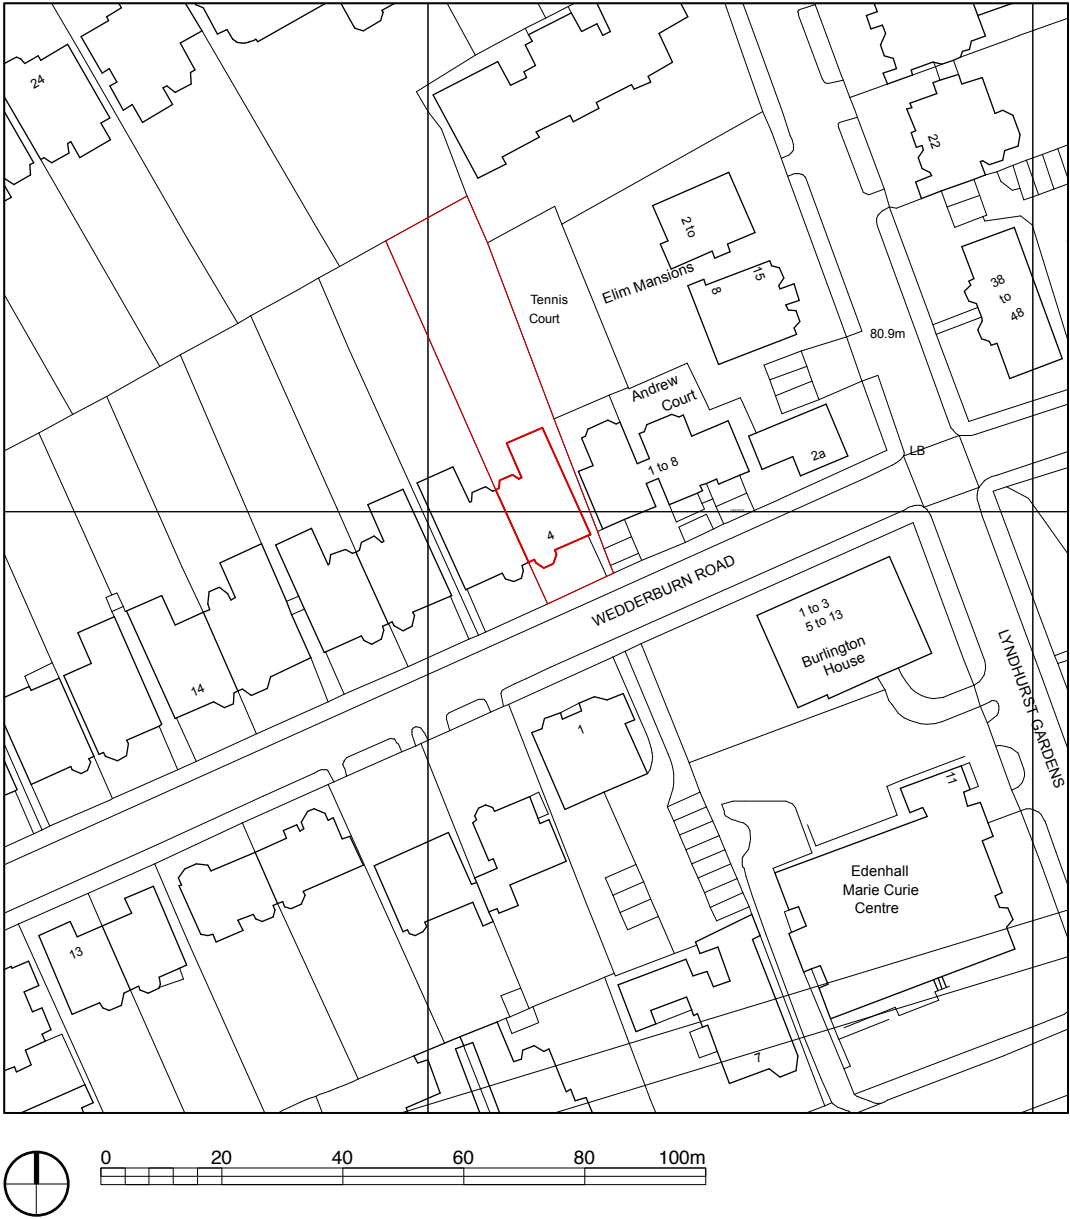 24
22
2 to
Elim Mansions
15
8
38
to
48
Tennis
Court
80.9m
Andrew
Court
1 to 8
2a
LB
4
WEDDERBURN ROAD
1 to 3
5 to 13
Burlington
House
LYNDHURST GARDENS
14
1
11
Edenhall
Marie Curie
Centre
13
7
0 20 40 60 80 100m